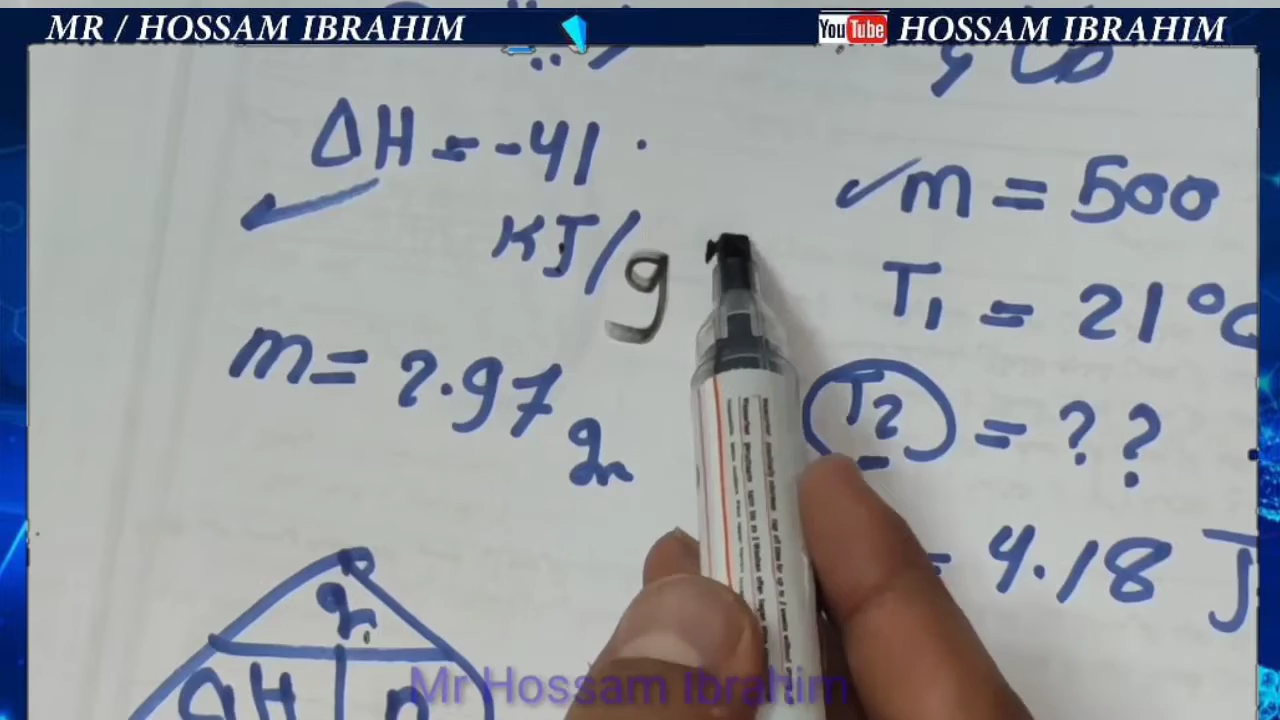 MR / HOSSAM IBRAHIM
YouTube HOSSAM IBRAHIM
ΔH = -41
KJ/g
m = 2.97
✓m = 500
T1 = 21°C
T2 = ??
= 4.18 J
ΔH
Mr Hossam Ibrahim